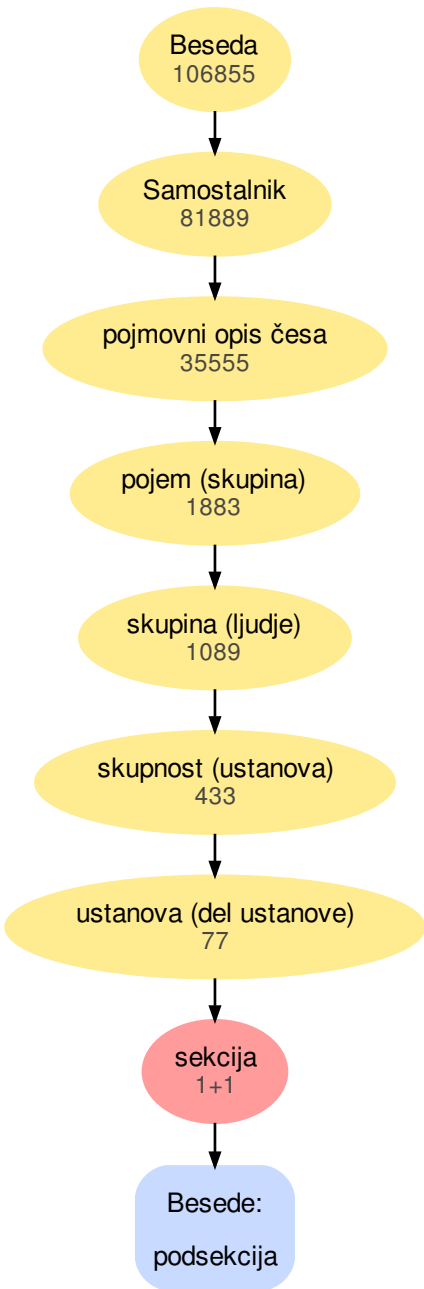 Beseda
106855
Samostalnik
81889
pojmovni opis česa
35555
pojem (skupina)
1883
skupina (ljudje)
1089
skupnost (ustanova)
433
ustanova (del ustanove)
77
sekcija
1+1
Besede:
podsekcija